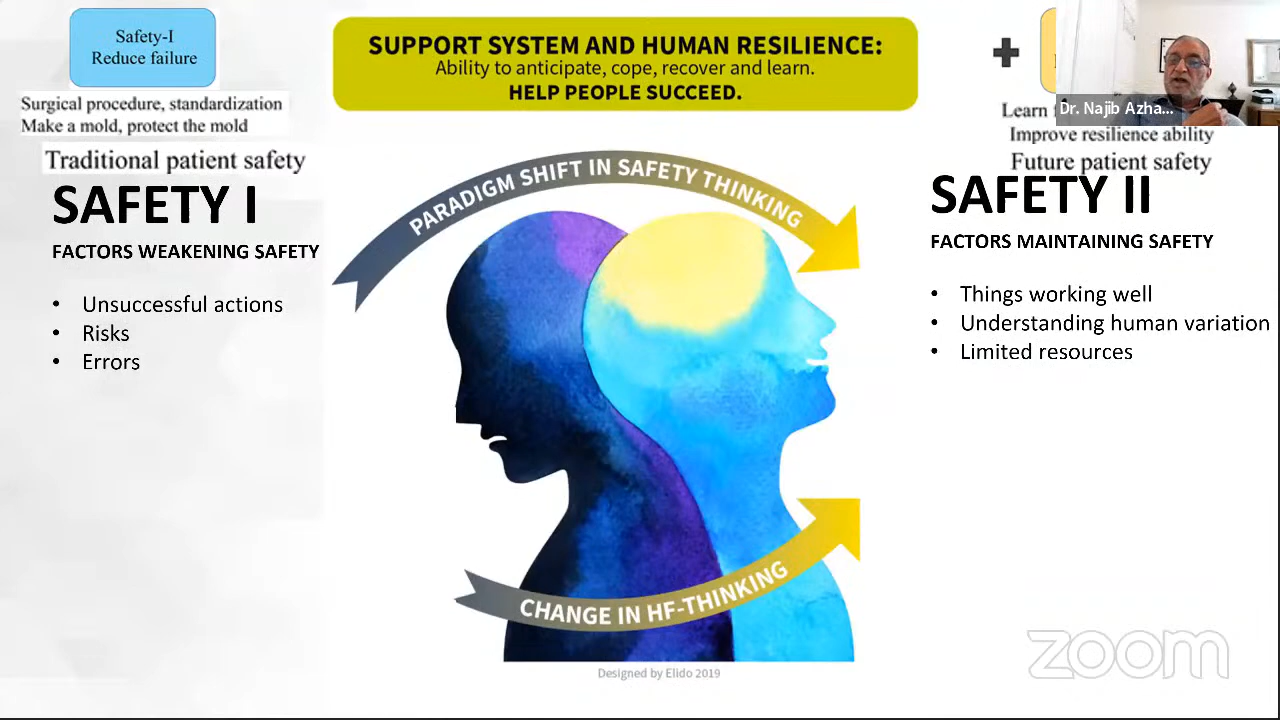 Safety-I
Reduce failure
Surgical procedure, standardization
Make a mold, protect the mold
Traditional patient safety
SAFETY I
FACTORS WEAKENING SAFETY
• Unsuccessful actions
• Risks
• Errors
SUPPORT SYSTEM AND HUMAN RESILIENCE:
Ability to anticipate, cope, recover and learn.
HELP PEOPLE SUCCEED.
PARADIGM SHIFT IN SAFETY THINKING
CHANGE IN HF-THINKING
Designed by Elido 2019
+
Dr. Najib Azha...
Learn
Improve resilience ability
Future patient safety
SAFETY II
FACTORS MAINTAINING SAFETY
• Things working well
• Understanding human variation
• Limited resources
zoom